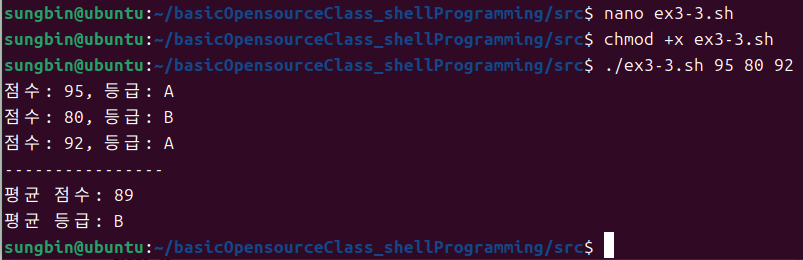 sungbin@ubuntu:~/basicOpensourceClass_shellProgramming/src$ nano ex3-3.sh
sungbin@ubuntu:~/basicOpensourceClass_shellProgramming/src$ chmod +x ex3-3.sh
sungbin@ubuntu:~/basicOpensourceClass_shellProgramming/src$ ./ex3-3.sh 95 80 92
점수: 95, 등급: A
점수: 80, 등급: B
점수: 92, 등급: A
----------------
평균 점수: 89
평균 등급: B
sungbin@ubuntu:~/basicOpensourceClass_shellProgramming/src$